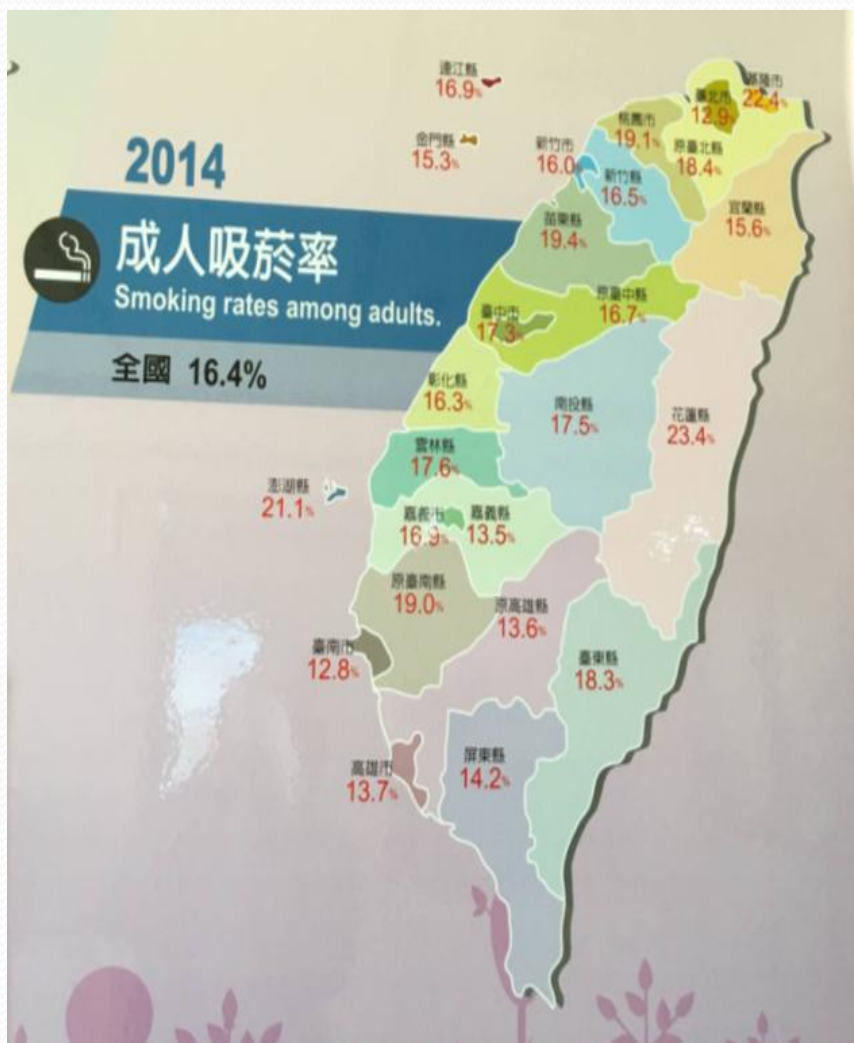 2014
成人吸菸率
Smoking rates among adults.
全國 16.4%
連江縣
16.9%
金門縣
15.3%
基隆市
22.4%
臺北市
12.9%
桃園市
19.1%
原臺北縣
18.4%
新竹市
16.0%
新竹縣
16.5%
宜蘭縣
15.6%
苗栗縣
19.4%
臺中市
17.3%
原臺中縣
16.7%
彰化縣
16.3%
南投縣
17.5%
花蓮縣
23.4%
雲林縣
17.6%
澎湖縣
21.1%
嘉義市
16.9%
嘉義縣
13.5%
原臺南縣
19.0%
原高雄縣
13.6%
臺南市
12.8%
臺東縣
18.3%
高雄市
13.7%
屏東縣
14.2%